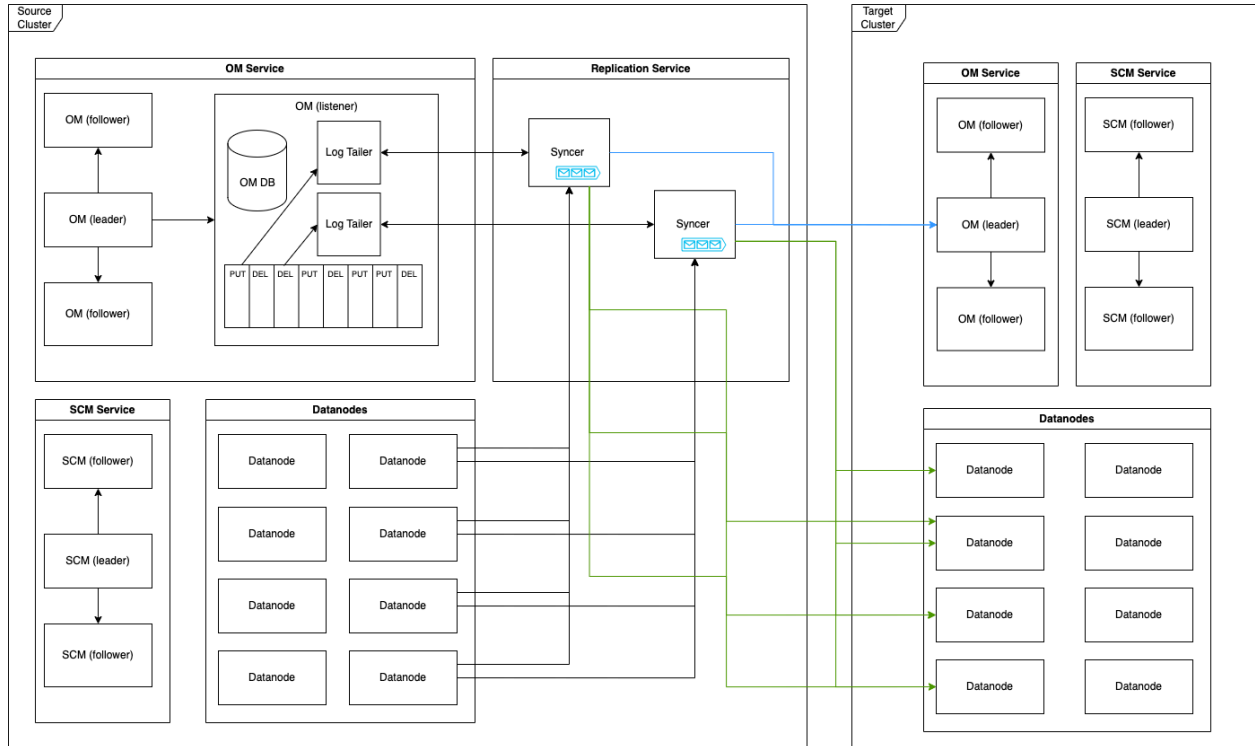 Source
Cluster
OM Service
OM (follower)
OM (leader)
OM (follower)
OM (listener)
OM DB
Log Tailer
Log Tailer
PUT
DEL
DEL
PUT
DEL
PUT
PUT
DEL
Replication Service
Syncer
Syncer
SCM Service
SCM (follower)
SCM (leader)
SCM (follower)
Datanodes
Datanode
Datanode
Datanode
Datanode
Datanode
Datanode
Datanode
Datanode
Target
Cluster
OM Service
OM (follower)
OM (leader)
OM (follower)
SCM Service
SCM (follower)
SCM (leader)
SCM (follower)
Datanodes
Datanode
Datanode
Datanode
Datanode
Datanode
Datanode
Datanode
Datanode